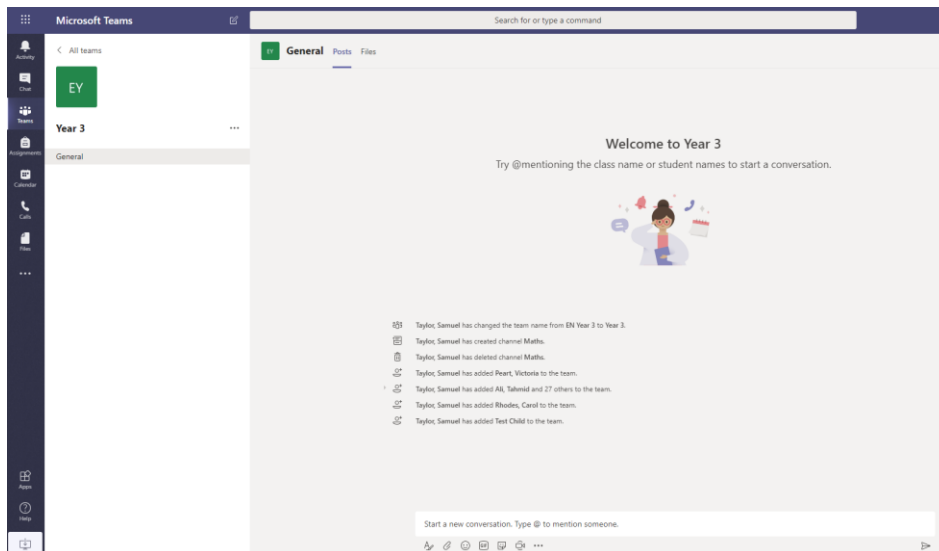 Microsoft Teams
Search for or type a command
Activity
Chat
Teams
Assignments
Calendar
Calls
Files
Apps
Help
All teams
EY
Year 3
General
EY General Posts Files
Welcome to Year 3
Try @mentioning the class name or student names to start a conversation.
Taylor, Samuel has changed the team name from EN Year 3 to Year 3.
Taylor, Samuel has created channel Maths.
Taylor, Samuel has deleted channel Maths.
Taylor, Samuel has added Peart, Victoria to the team.
Taylor, Samuel has added Ali, Tahmid and 27 others to the team.
Taylor, Samuel has added Rhodes, Carol to the team.
Taylor, Samuel has added Test Child to the team.
Start a new conversation. Type @ to mention someone.
GIF